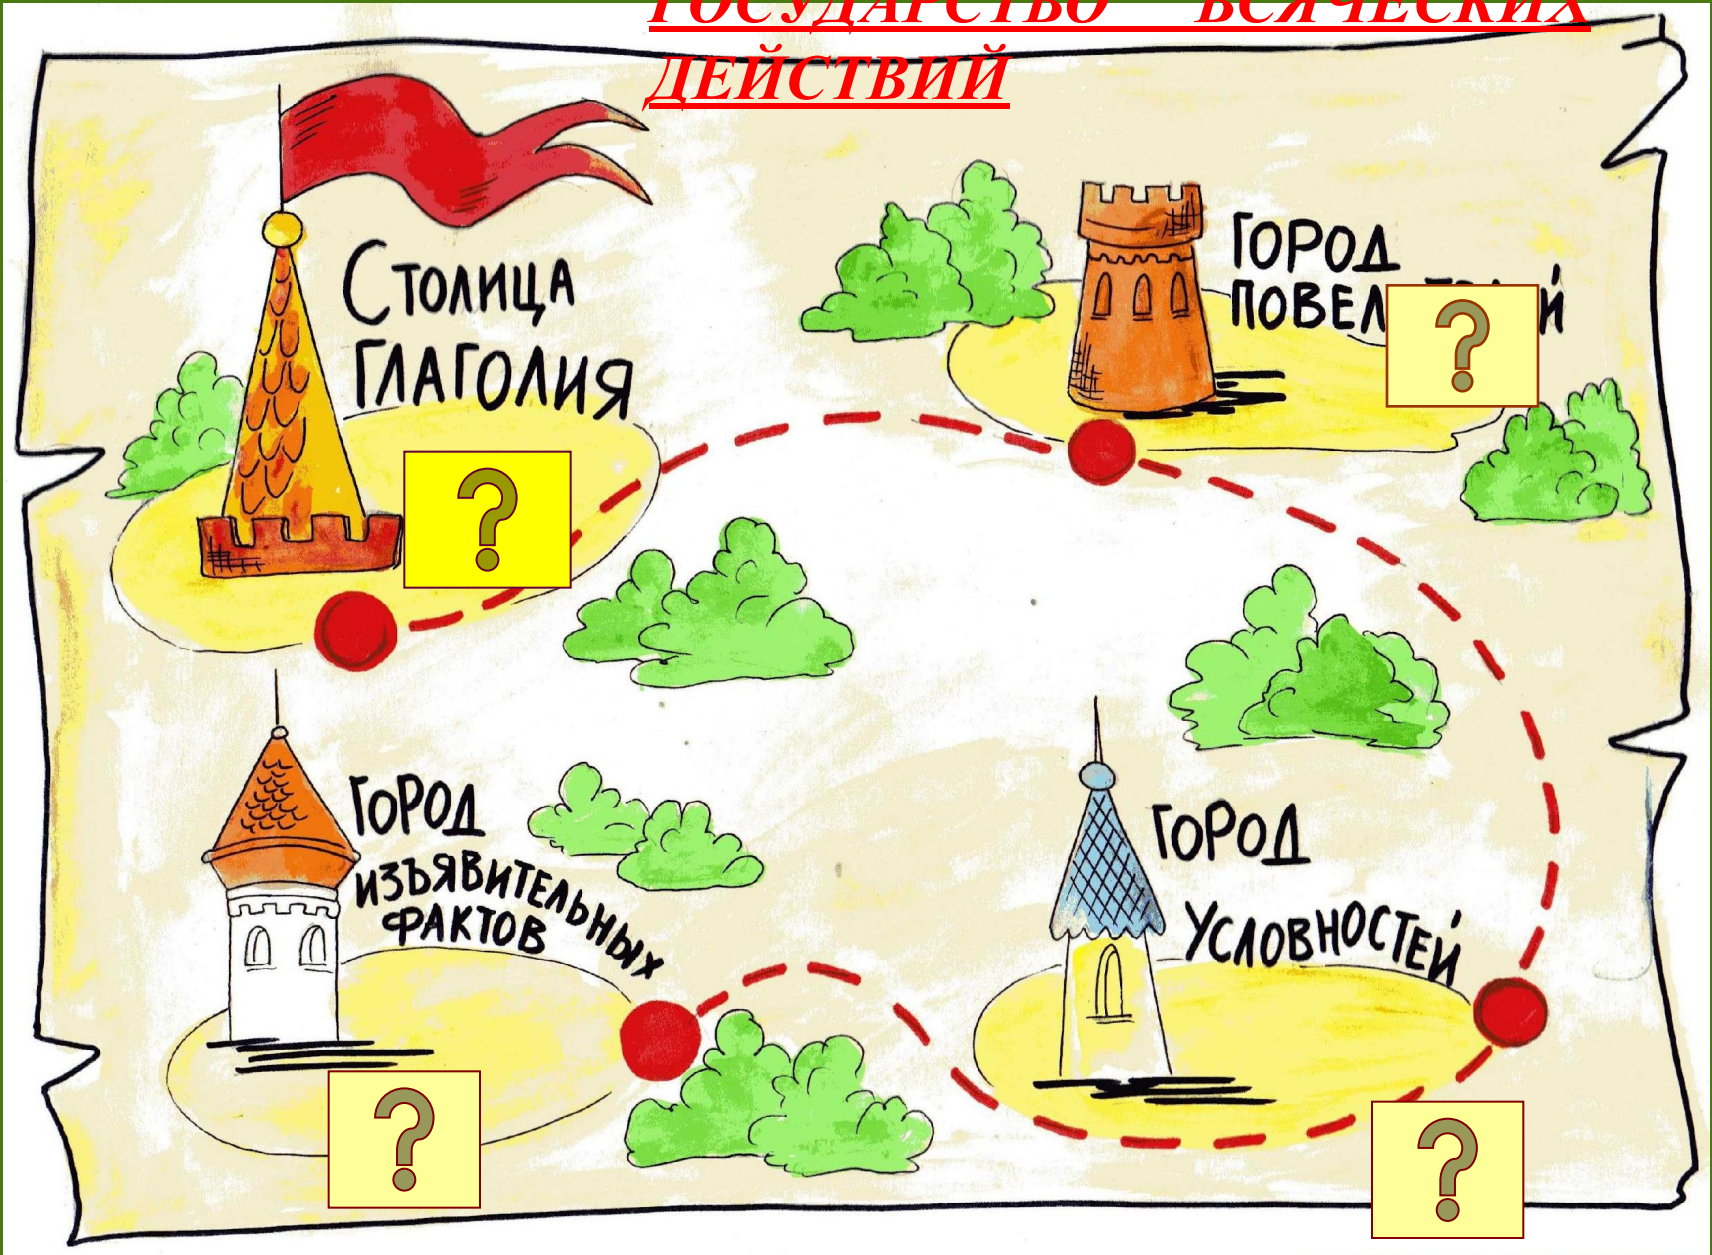 ГОСУДАРСТВО ВСЯЧЕСКИХ
ДЕЙСТВИЙ
СТОЛИЦА
ГЛАГОЛИЯ
?
ГОРОД
?
?
ГОРОД
ИЗЪЯВИТЕЛЬНЫХ
ФАКТОВ
?
ГОРОД
УСЛОВНОСТЕЙ